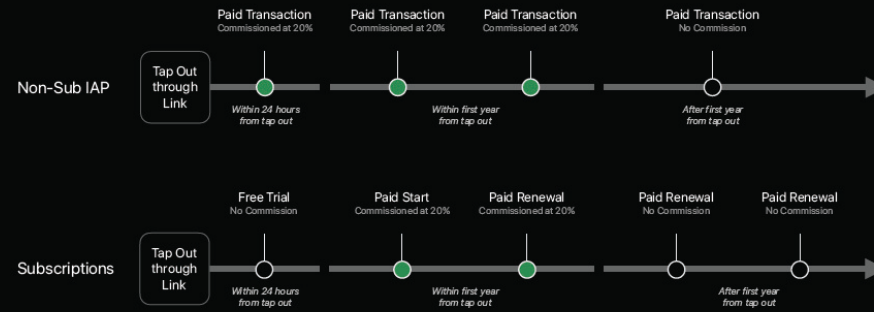 Paid Transaction
Commissioned at 20%
Paid Transaction
Commissioned at 20%
Paid Transaction
Commissioned at 20%
Paid Transaction
No Commission
Non-Sub IAP
Tap Out
through
Link
Within 24 hours
from tap out
Within first year
from tap out
After first year
from tap out
Free Trial
No Commission
Paid Start
Commissioned at 20%
Paid Renewal
Commissioned at 20%
Paid Renewal
No Commission
Paid Renewal
No Commission
Subscriptions
Tap Out
through
Link
Within 24 hours
from tap out
Within first year
from tap out
After first year
from tap out